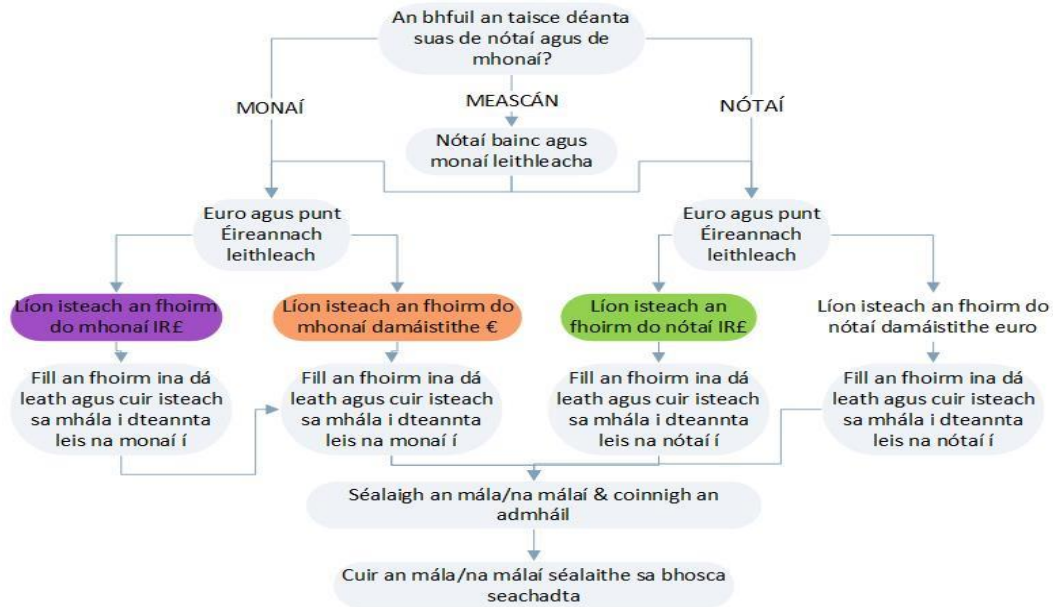 An bhfuil an taisce déanta
suas de nótaí agus de
mhonaí?
MONAÍ
MEASCÁN
NÓTAÍ
Nótaí bainc agus
monaí leithleacha
Euro agus punt
Éireannach
leithleach
Euro agus punt
Éireannach
leithleach
Líon isteach an fhoirm
do mhonaí IR£
Líon isteach an fhoirm do
mhonaí damáistithe €
Líon isteach an
fhoirm do nótaí IR£
Líon isteach an fhoirm do
nótaí damáistithe euro
Fill an fhoirm ina dá
leath agus cuir isteach
sa mhála i dteannta
leis na monaí í
Fill an fhoirm ina dá
leath agus cuir isteach
sa mhála i dteannta
leis na monaí í
Fill an fhoirm ina dá
leath agus cuir isteach
sa mhála i dteannta
leis na nótaí í
Fill an fhoirm ina dá
leath agus cuir isteach
sa mhála i dteannta
leis na nótaí í
Séalaigh an mála/na málaí & coinnigh an
admháil
Cuir an mála/na málaí séalaithe sa bhosca
seachadta